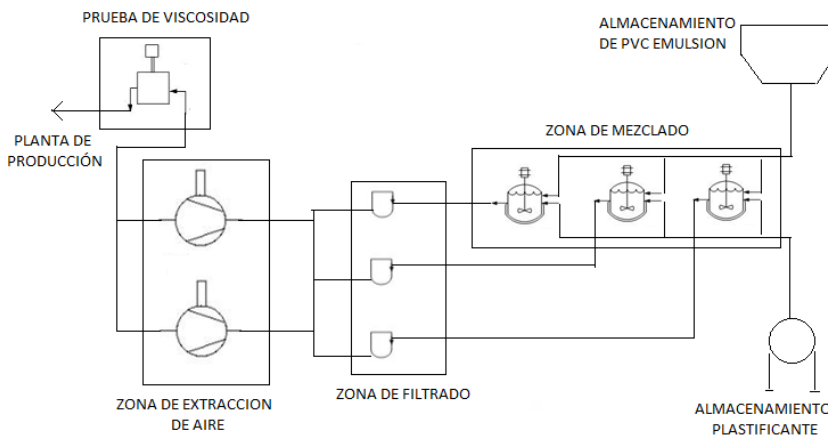 PRUEBA DE VISCOSIDAD
ALMACENAMIENTO
DE PVC EMULSION
PLANTA DE
PRODUCCIÓN
ZONA DE MEZCLADO
ZONA DE EXTRACCION
DE AIRE
ZONA DE FILTRADO
ALMACENAMIENTO
PLASTIFICANTE